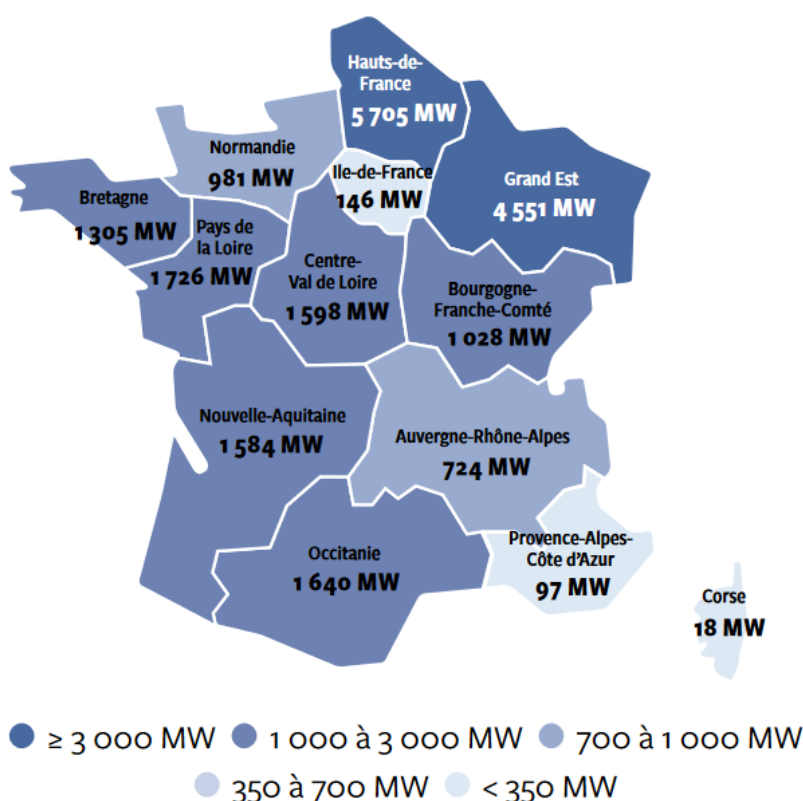 Hauts-de-
France
5 705 MW
Normandie
981 MW
Ile-de-France
146 MW
Grand Est
4 551 MW
Bretagne
1 305 MW
Pays de
la Loire
1 726 MW
Centre-
Val de Loire
1 598 MW
Bourgogne-
Franche-Comté
1 028 MW
Nouvelle-Aquitaine
1 584 MW
Auvergne-Rhône-Alpes
724 MW
Occitanie
1 640 MW
Provence-Alpes-
Côte d'Azur
97 MW
Corse
18 MW
≥ 3 000 MW
1 000 à 3 000 MW
700 à 1 000 MW
350 à 700 MW
< 350 MW